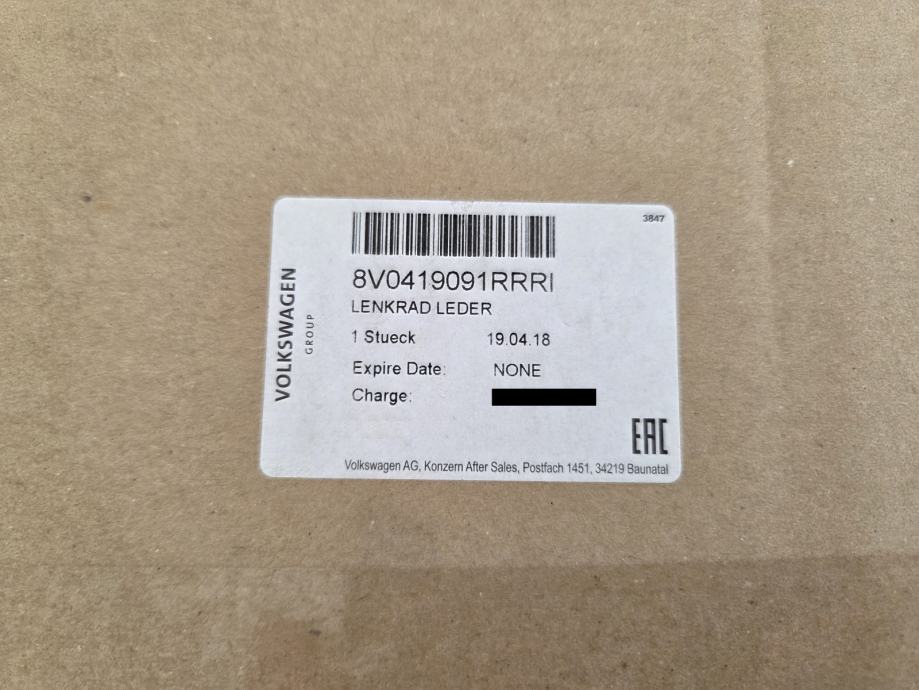 3847
8V0419091RRRI
LENKRAD LEDER
1 Stueck 19.04.18
Expire Date: NONE
Charge:
VOLKSWAGEN
GROUP
EAC
Volkswagen AG, Konzern After Sales, Postfach 1451, 34219 Baunatal